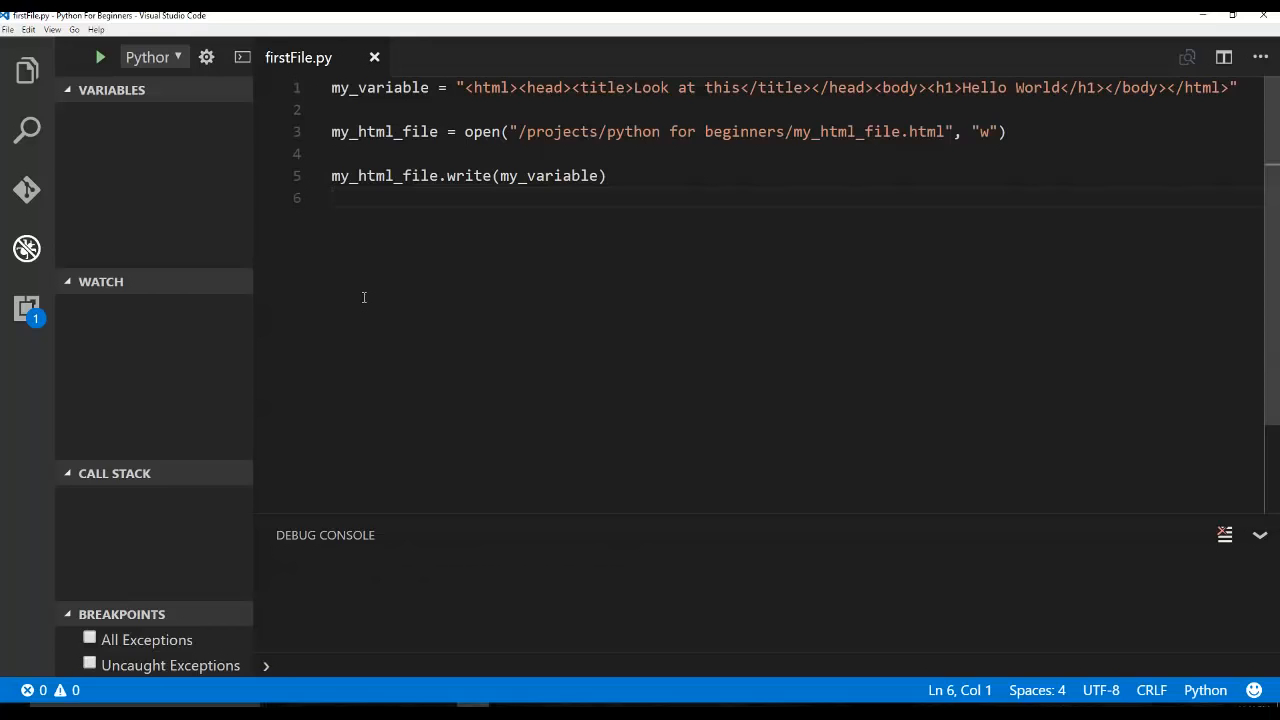 firstFile.py - Python For Beginners - Visual Studio Code
File Edit View Go Help
Pythor
firstFile.py
VARIABLES
WATCH
CALL STACK
BREAKPOINTS
All Exceptions
Uncaught Exceptions
1
1 my_variable = "<html><head><title>Look at this</title></head><body><h1>Hello World</h1></body></html>"
2
3 my_html_file = open("/projects/python for beginners/my_html_file.html", "w")
4
5 my_html_file.write(my_variable)
6
DEBUG CONSOLE
0 0
Ln 6, Col 1 Spaces: 4 UTF-8 CRLF Python